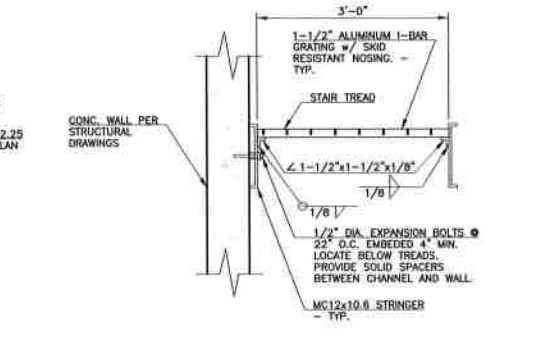 3'-0"
1-1/2" ALUMINUM I-BAR
GRATING w/ SKID
RESISTANT NOSING. -
TYP.
STAIR TREAD
2.25
LAN
CONC. WALL PER
STRUCTURAL
DRAWINGS
∠ 1-1/2"x1-1/2"x1/8"
1/8
1/8
1/2" DIA. EXPANSION BOLTS @
22" O.C. EMBEDED 4" MIN.
LOCATE BELOW TREADS.
PROVIDE SOLID SPACERS
BETWEEN CHANNEL AND WALL
MC12x10.6 STRINGER
- TYP.